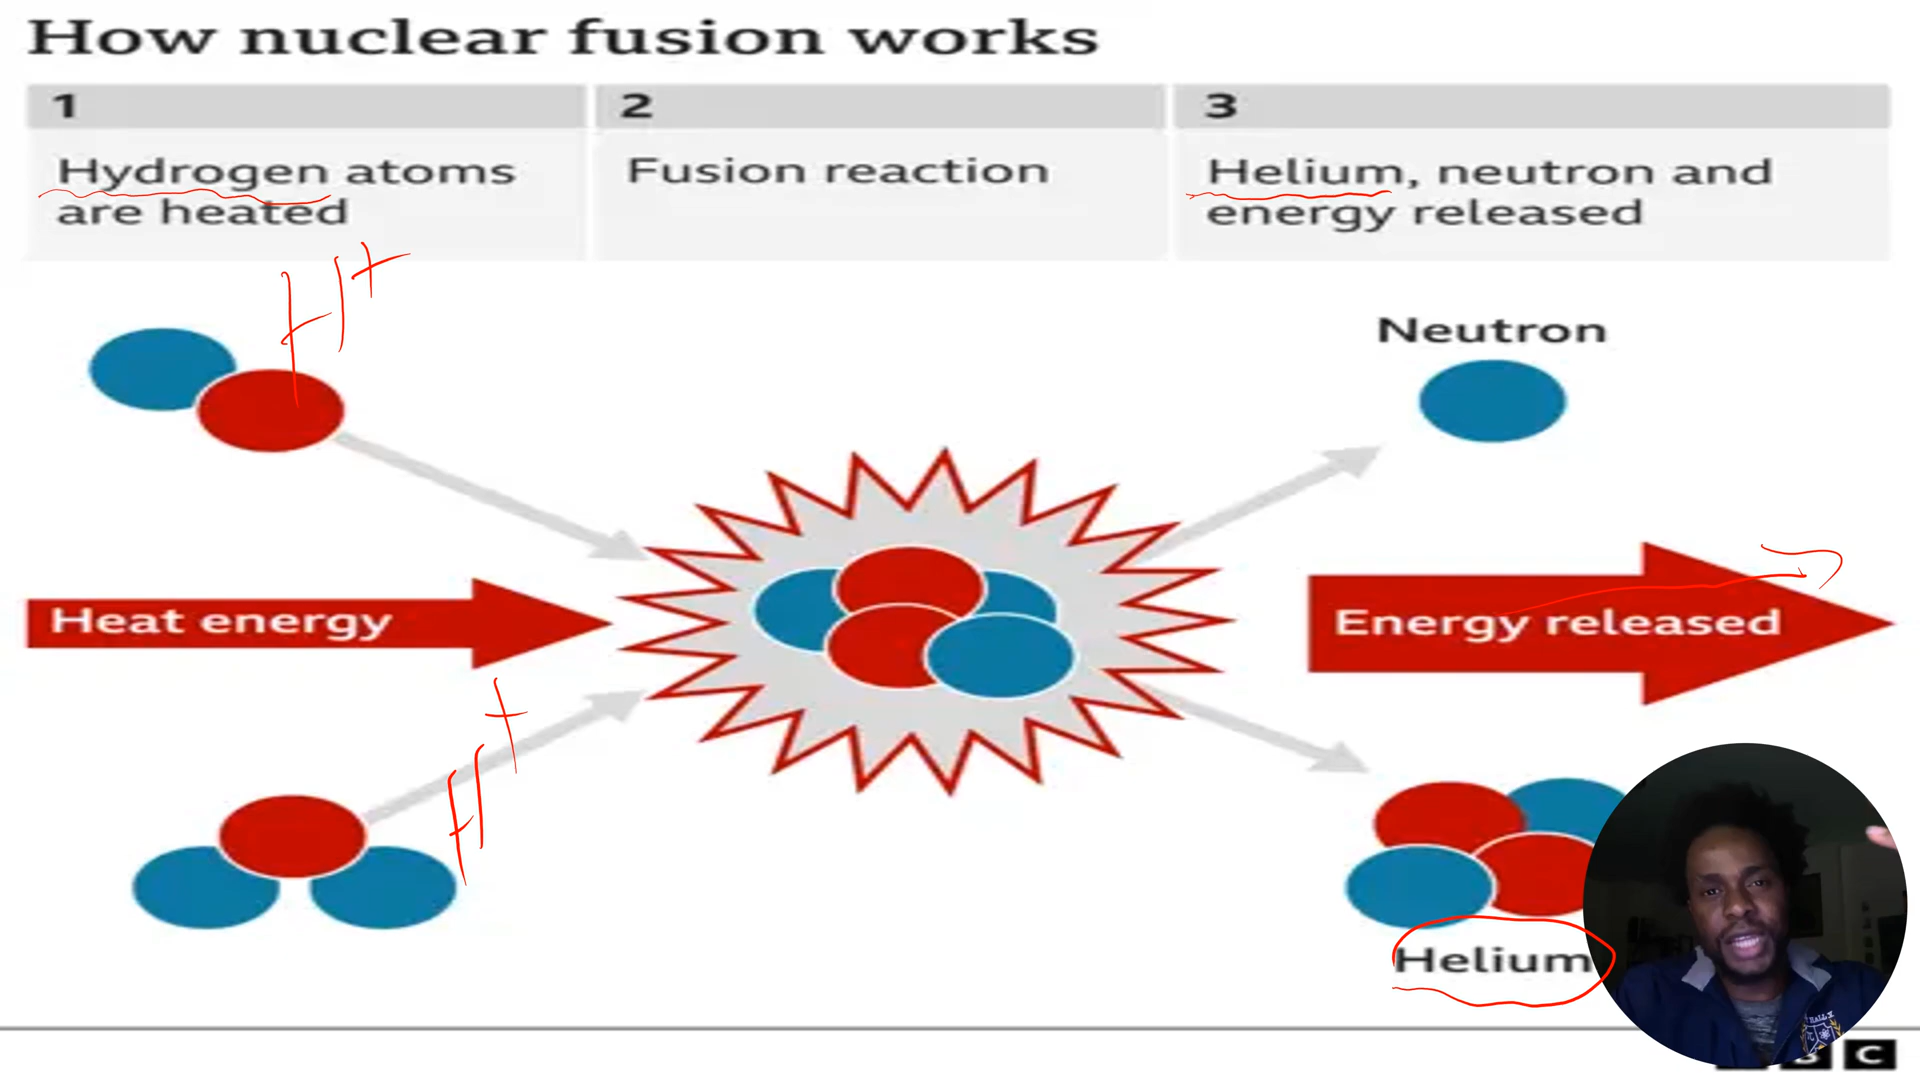 How nuclear fusion works
1
Hydrogen atoms
are heated
2
Fusion reaction
3
Helium, neutron and
energy released
H+
Neutron
Heat energy
Energy released
H+
Helium
C